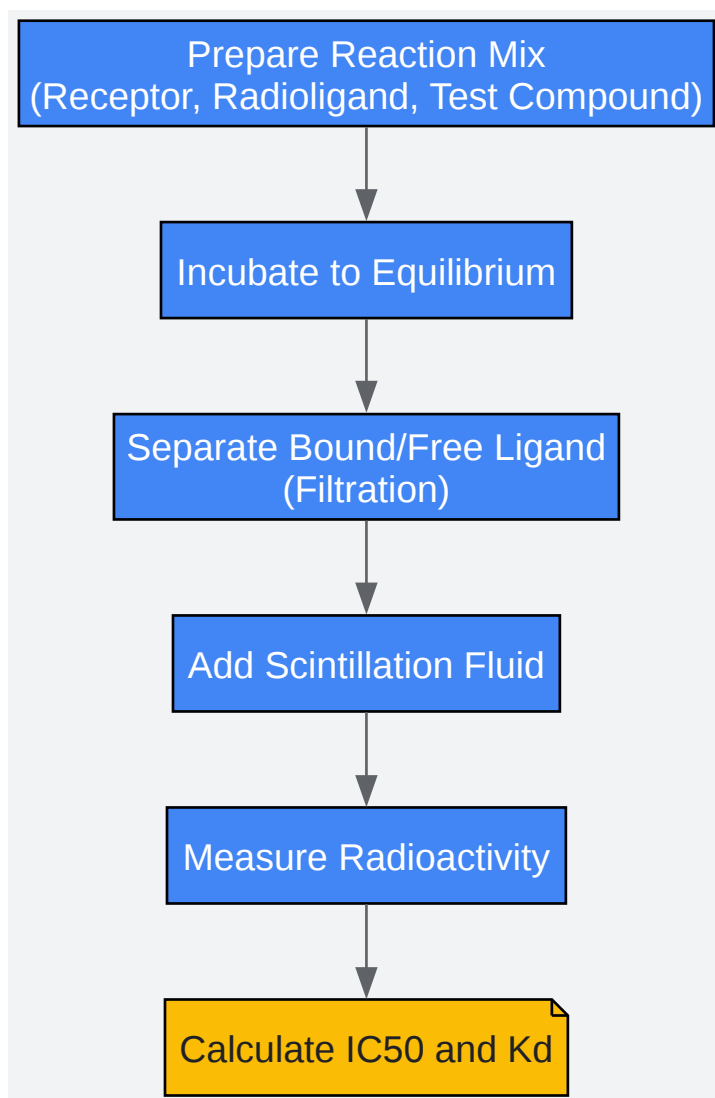 Prepare Reaction Mix
(Receptor, Radioligand, Test Compound)
Incubate to Equilibrium
Separate Bound/Free Ligand
(Filtration)
Add Scintillation Fluid
Measure Radioactivity
Calculate IC50 and Kd